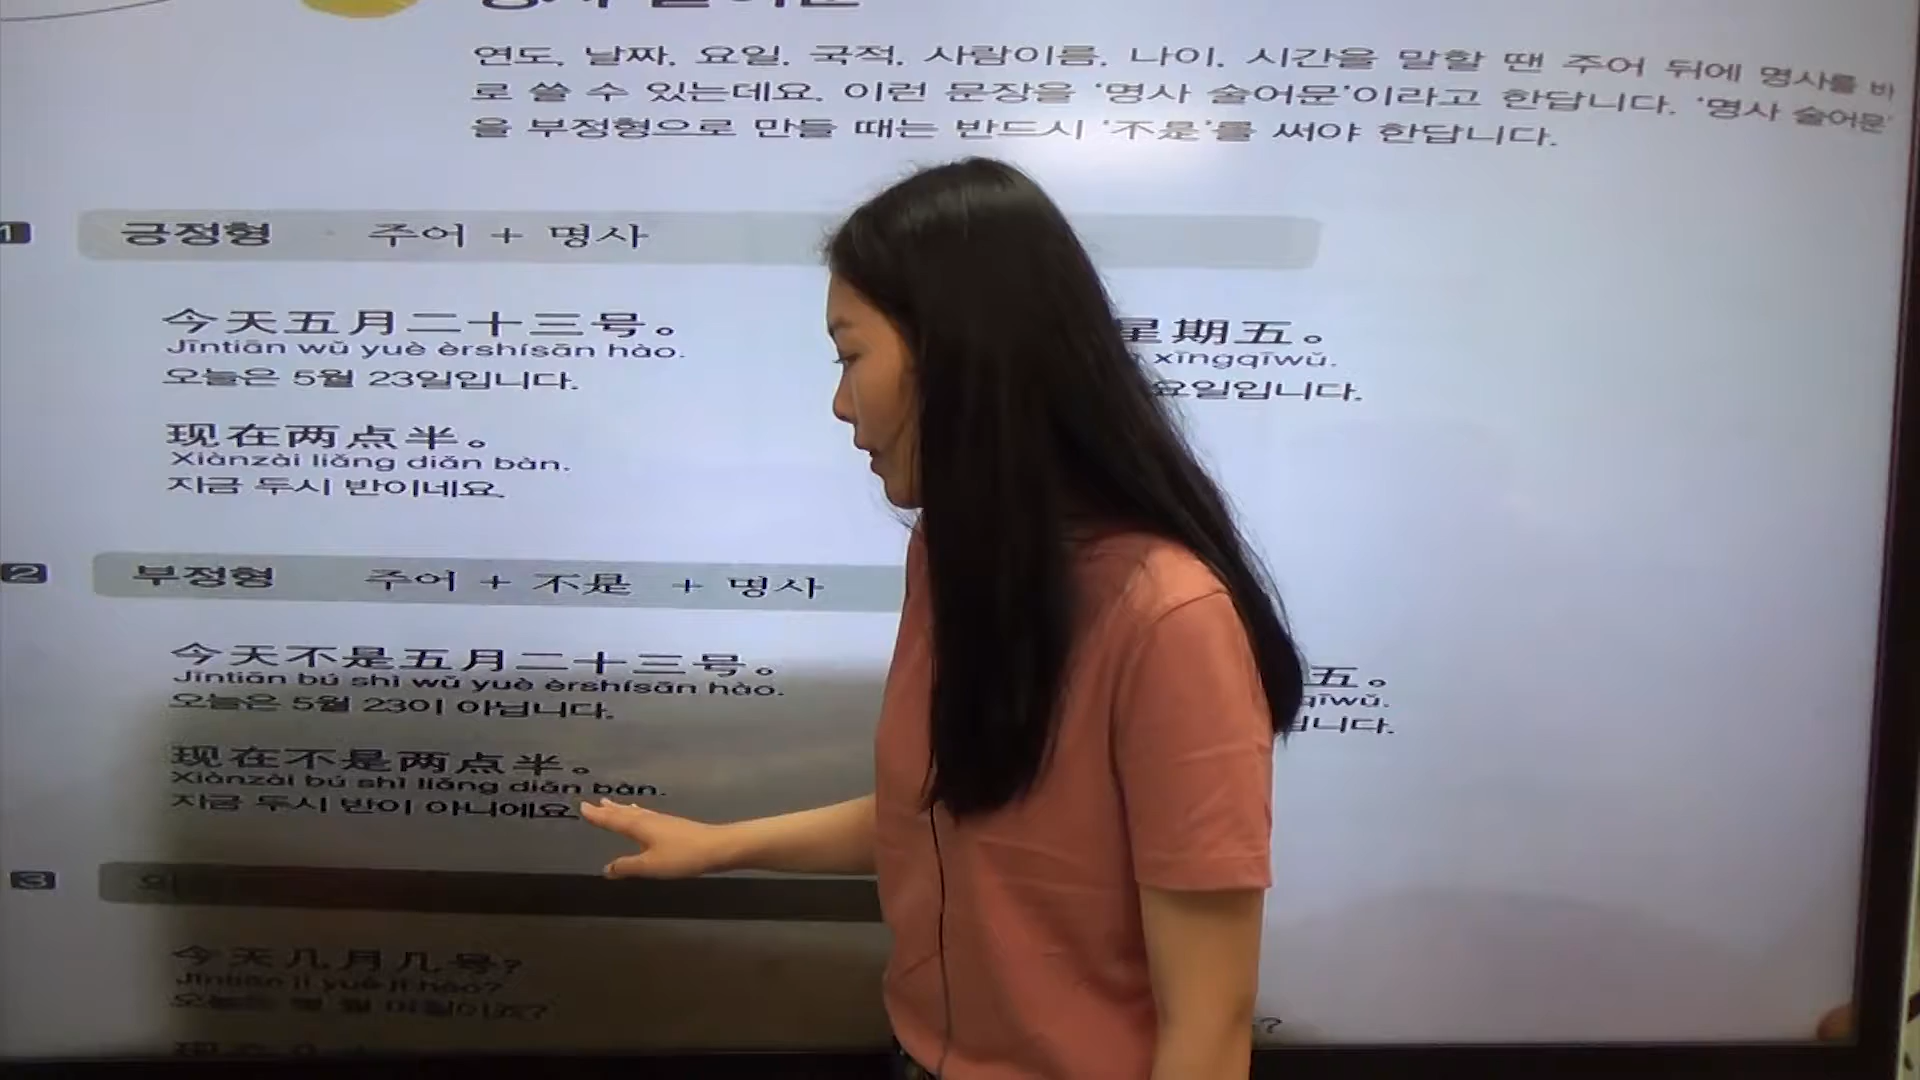 연도, 날짜, 요일, 국적, 사람이름, 나이, 시간을 말할 땐 주어 뒤에 명사를 바
로 쓸 수 있는데요. 이런 문장을 '명사 술어문'이라고 한답니다. '명사 술어문'
을 부정형으로 만들 때는 반드시 '不是'를 써야 한답니다.
1 긍정형 주어 + 명사
今天五月二十三号。
Jīntiān wǔ yuè èrshísān hào.
오늘은 5월 23일입니다.
星期五。
xīngqīwǔ.
요일입니다.
现在两点半。
Xiànzài liǎng diǎn bàn.
지금 두시 반이네요.
2 부정형 주어 + 不是 + 명사
今天不是五月二十三号。
Jīntiān bú shì wǔ yuè èrshísān hào.
오늘은 5월 23이 아닙니다.
五。
qīwǔ.
닙니다.
现在不是两点半。
Xiànzài bú shì liǎng diǎn bàn.
지금 두시 반이 아니에요.
3
今天几月几号?
Jīntiān jǐ yuè jǐ hào?
오늘은 몇 월 며칠이죠?
?